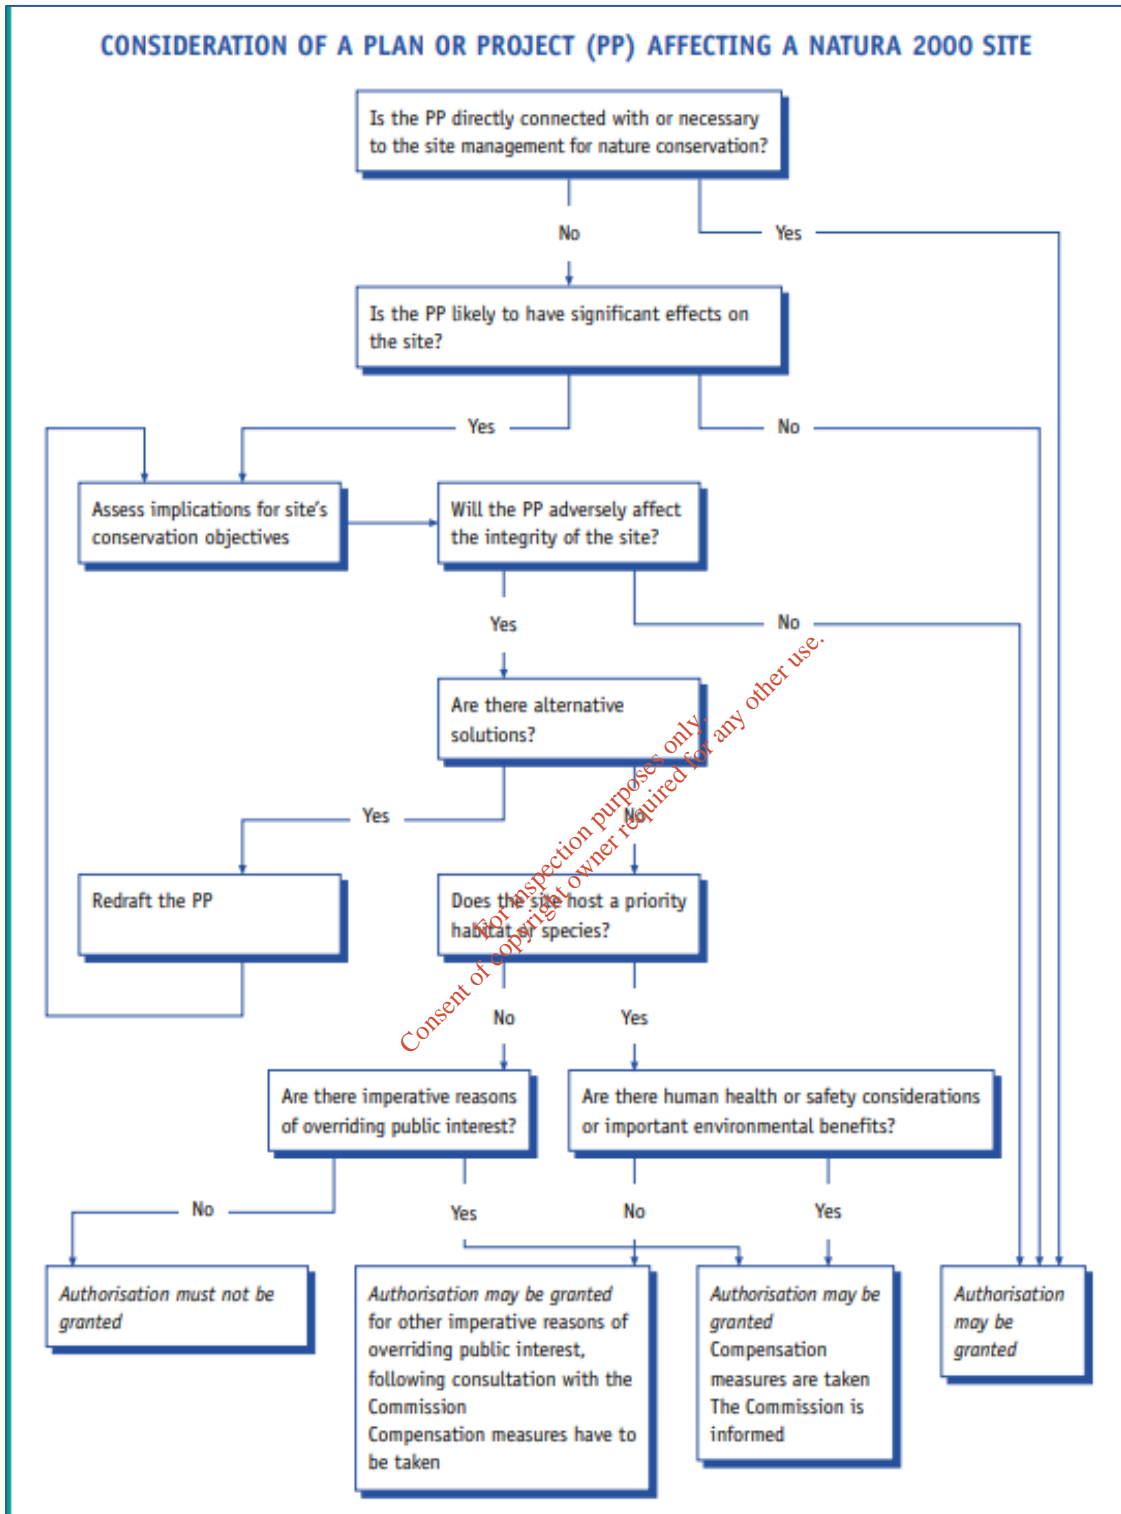 CONSIDERATION OF A PLAN OR PROJECT (PP) AFFECTING A NATURA 2000 SITE
Is the PP directly connected with or necessary
to the site management for nature conservation?
No
Yes
Is the PP likely to have significant effects on
the site?
Yes
No
Assess implications for site's
conservation objectives
Will the PP adversely affect
the integrity of the site?
Yes
No
Are there alternative
solutions?
Yes
No
Redraft the PP
Does the site host a priority
habitat or species?
For inspection purposes only.
Consent of copyright owner required for any other use.
No
Yes
Are there imperative reasons
of overriding public interest?
Are there human health or safety considerations
or important environmental benefits?
No
Yes
No
Yes
Authorisation must not be
granted
Authorisation may be granted
for other imperative reasons of
overriding public interest,
following consultation with the
Commission
Compensation measures have to
be taken
Authorisation may be
granted
Compensation
measures are taken
The Commission is
informed
Authorisation
may be
granted